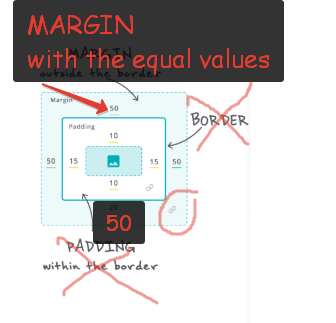 MARGIN
with the equal values
MARGIN
outside the border
Margin
50
BORDER
Padding
10
50 15 15 50
10
50
PADDING
within the border